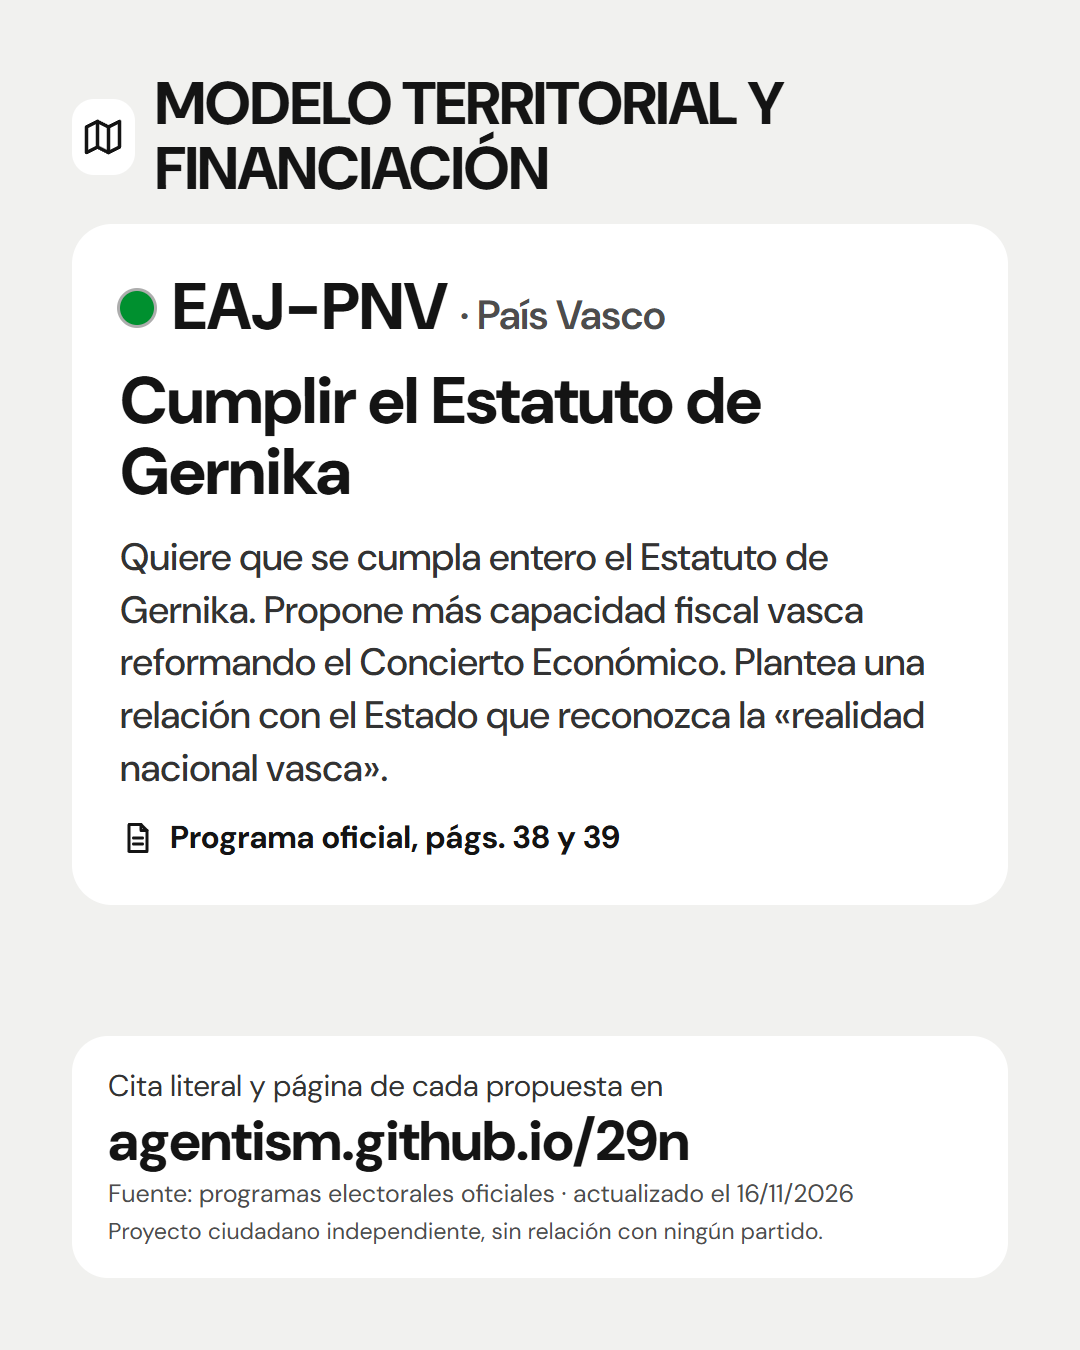 MODELO TERRITORIAL Y
FINANCIACIÓN
EAJ-PNV · País Vasco
Cumplir el Estatuto de
Gernika
Quiere que se cumpla entero el Estatuto de
Gernika. Propone más capacidad fiscal vasca
reformando el Concierto Económico. Plantea una
relación con el Estado que reconozca la «realidad
nacional vasca».
Programa oficial, págs. 38 y 39
Cita literal y página de cada propuesta en
agentism.github.io/29n
Fuente: programas electorales oficiales · actualizado el 16/11/2026
Proyecto ciudadano independiente, sin relación con ningún partido.